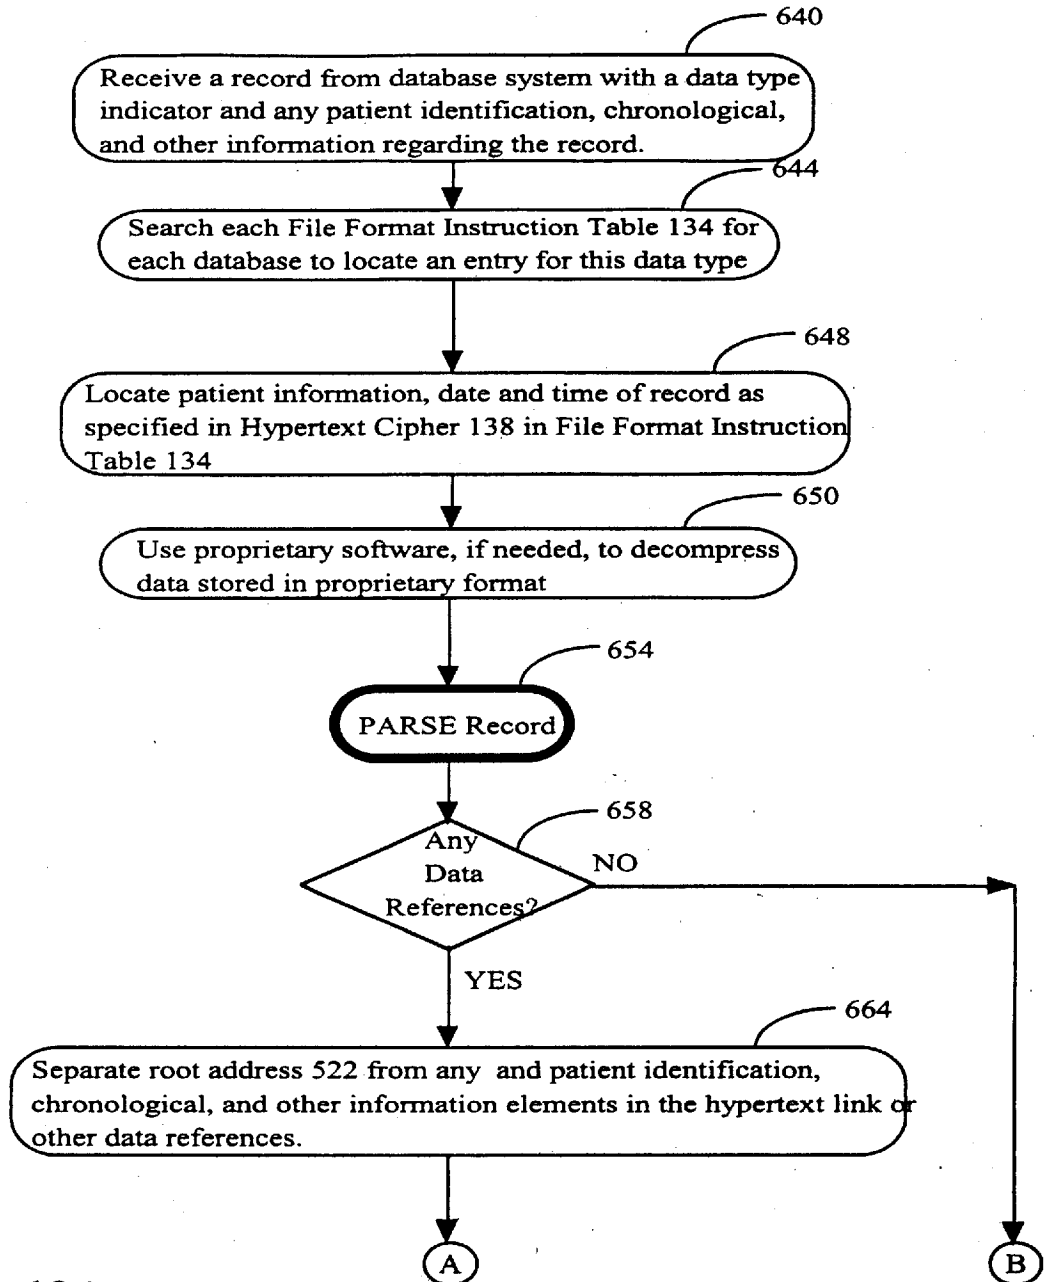 640
Receive a record from database system with a data type
indicator and any patient identification, chronological,
and other information regarding the record.
644
Search each File Format Instruction Table 134 for
each database to locate an entry for this data type
648
Locate patient information, date and time of record as
specified in Hypertext Cipher 138 in File Format Instruction
Table 134
650
Use proprietary software, if needed, to decompress
data stored in proprietary format
654
PARSE Record
658
Any
Data
References?
NO
YES
664
Separate root address 522 from any and patient identification,
chronological, and other information elements in the hypertext link or
other data references.
A
B